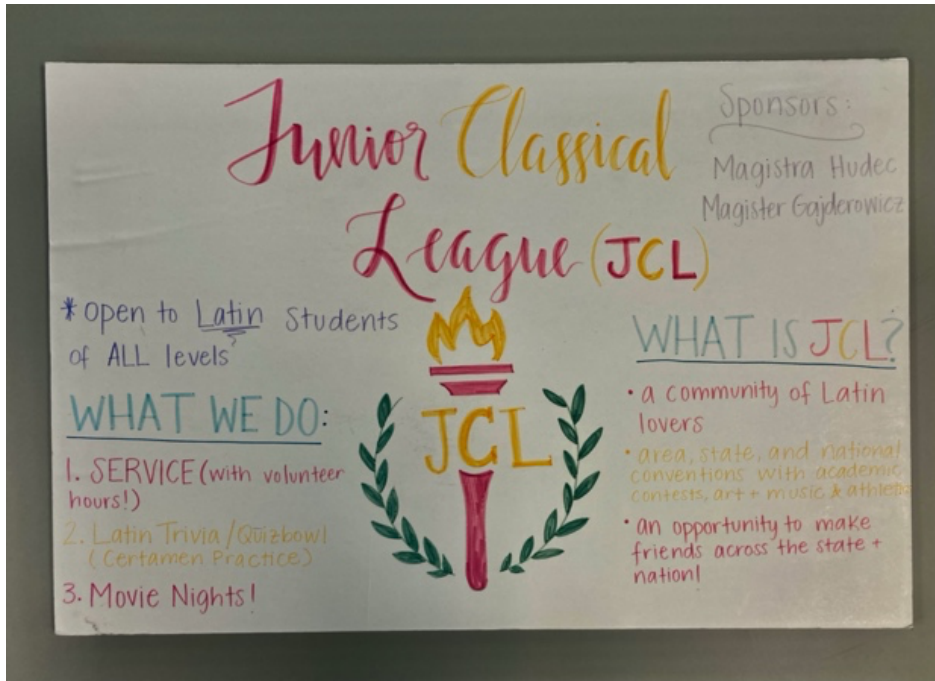 Junior Classical
League (JCL)
Sponsors:
Magistra Hudec
Magister Gajderowicz
*open to Latin Students
of ALL levels
WHAT WE DO:
1. SERVICE (with volunteer
hours!)
2. Latin Trivia/Quizbowl
(Certamen Practice)
3. Movie Nights!
JCL
WHAT IS JCL?
• a community of Latin
lovers
• area, state, and national
conventions with academic
contests, art + music &
• an opportunity to make
friends across the state +
nation!